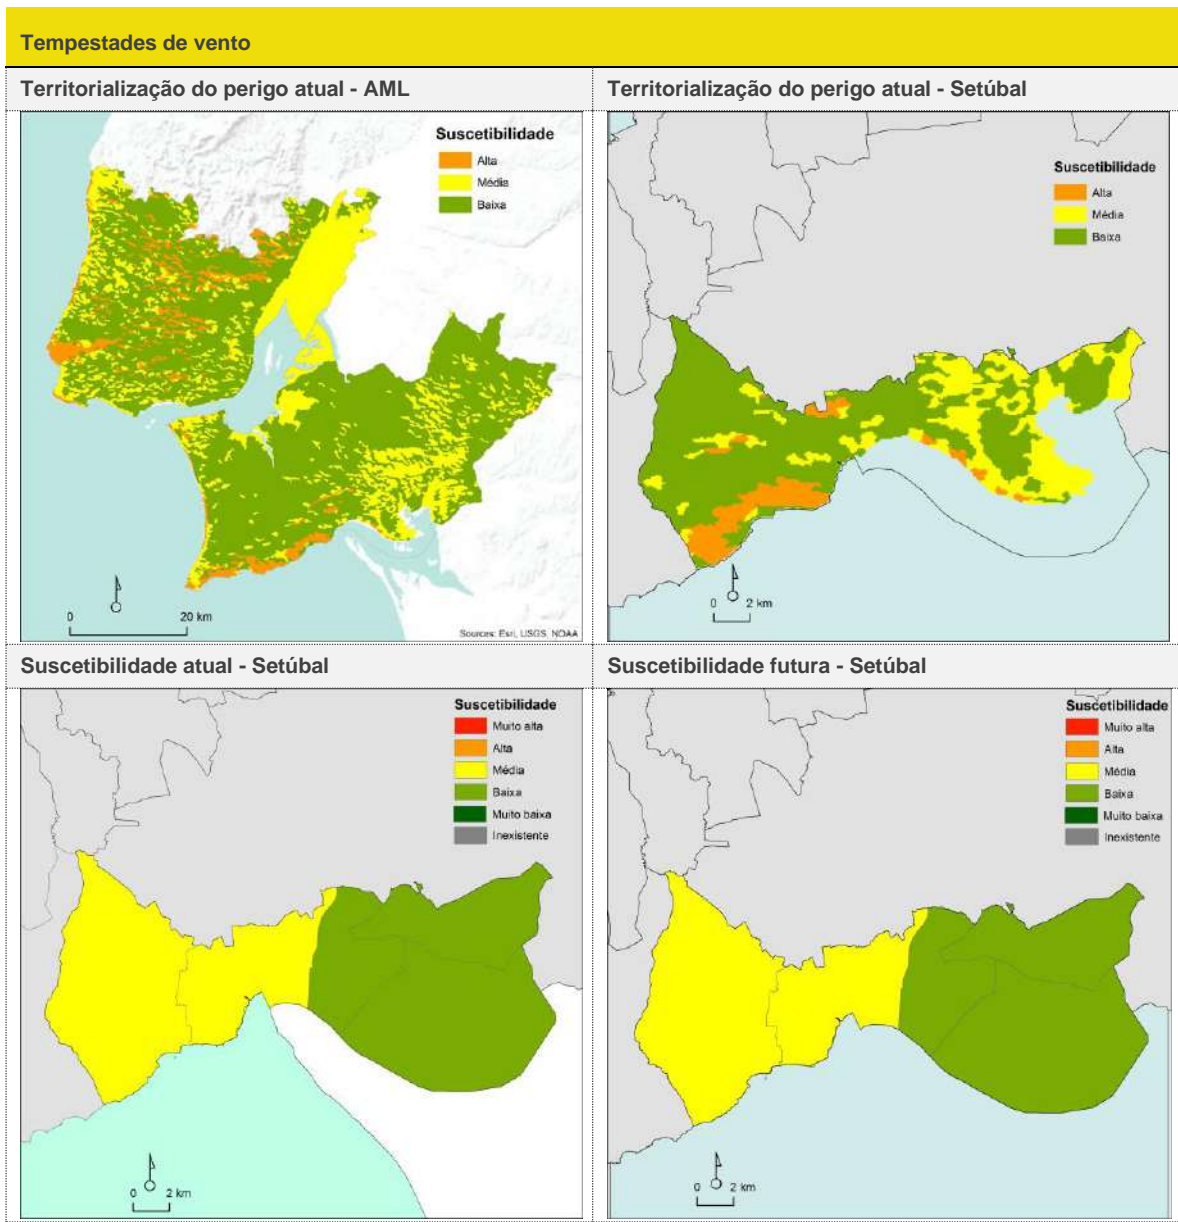 Tempestades de vento
Territorialização do perigo atual - AML
Suscetibilidade
Alta
Média
Baixa
0 20 km
Sources: Esri, USGS, NOAA
Territorialização do perigo atual - Setúbal
Suscetibilidade
Alta
Média
Baixa
0 2 km
Suscetibilidade atual - Setúbal
Suscetibilidade
Muito alta
Alta
Média
Baixa
Muito baixa
Inexistente
0 2 km
Suscetibilidade futura - Setúbal
Suscetibilidade
Muito alta
Alta
Média
Baixa
Muito baixa
Inexistente
0 2 km